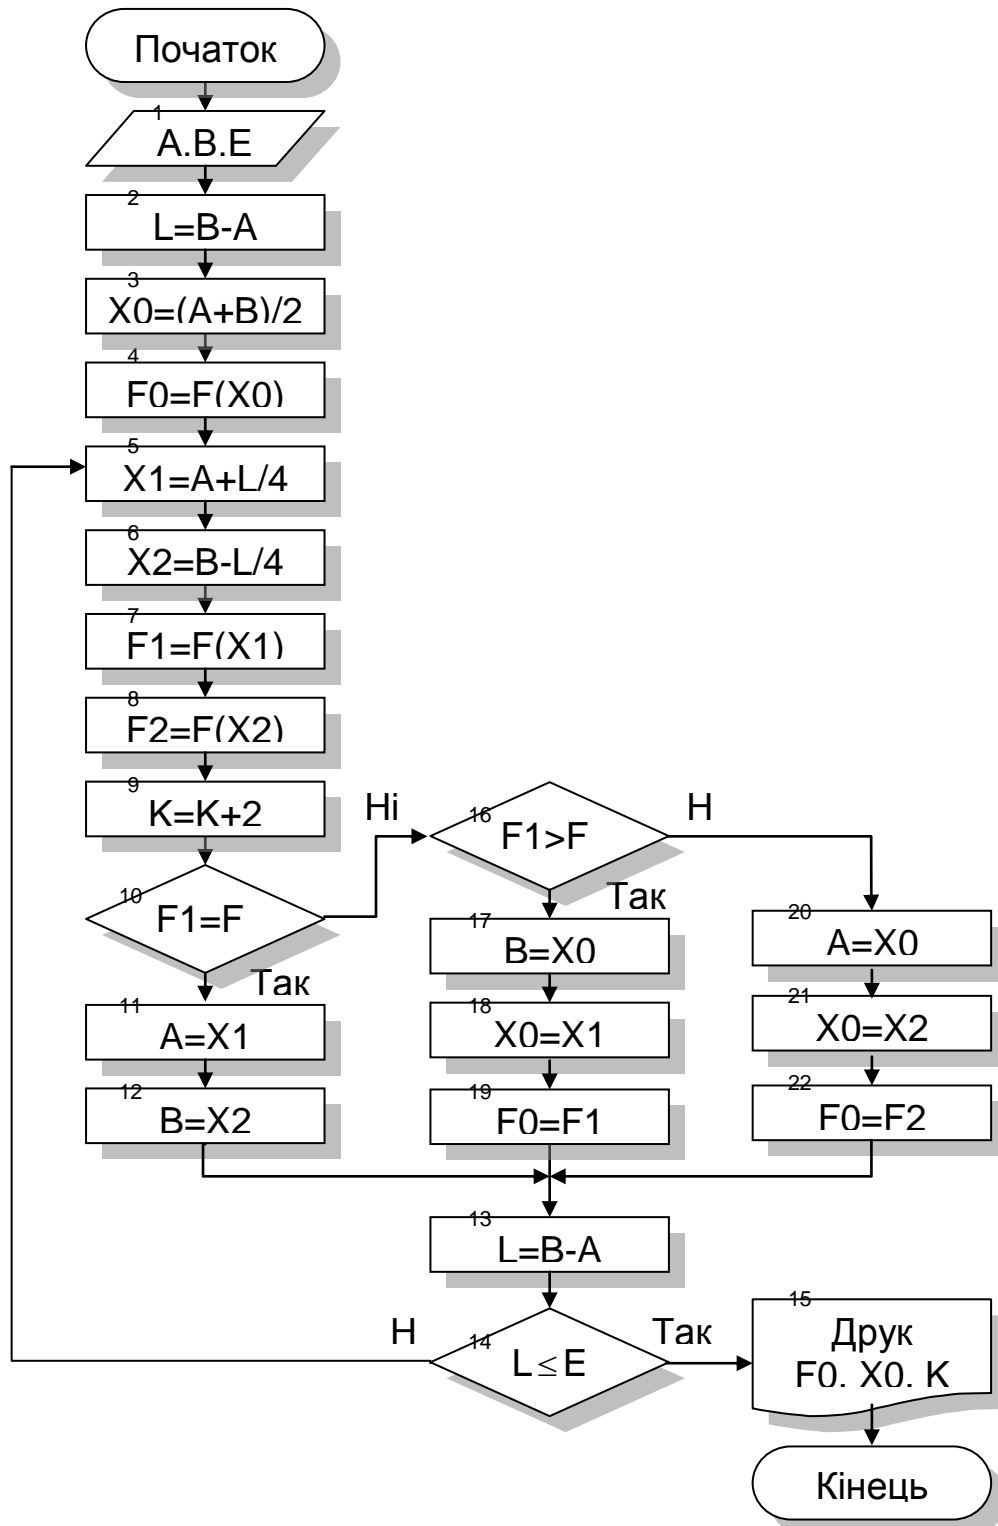 Початок
1
A.B.E
2
L=B-A
3
X0=(A+B)/2
4
F0=F(X0)
5
X1=A+L/4
6
X2=B-L/4
7
F1=F(X1)
8
F2=F(X2)
9
K=K+2
10
F1=F
Ні
Так
11
A=X1
12
B=X2
16
F1>F
Н
Так
17
B=X0
18
X0=X1
19
F0=F1
20
A=X0
21
X0=X2
22
F0=F2
13
L=B-A
14
L≤E
Н
Так
15
Друк
F0. X0. K
Кінець